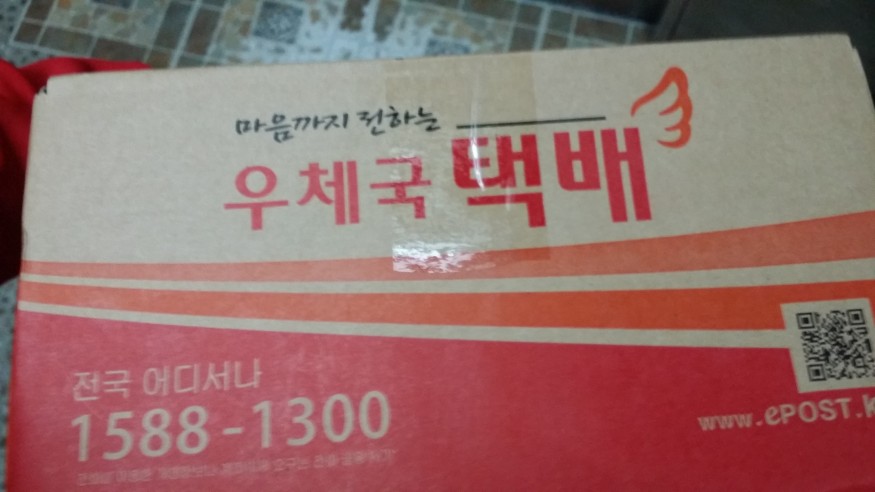 마음까지 전하는
우체국 택배
전국 어디서나
1588-1300
www.ePOST.k